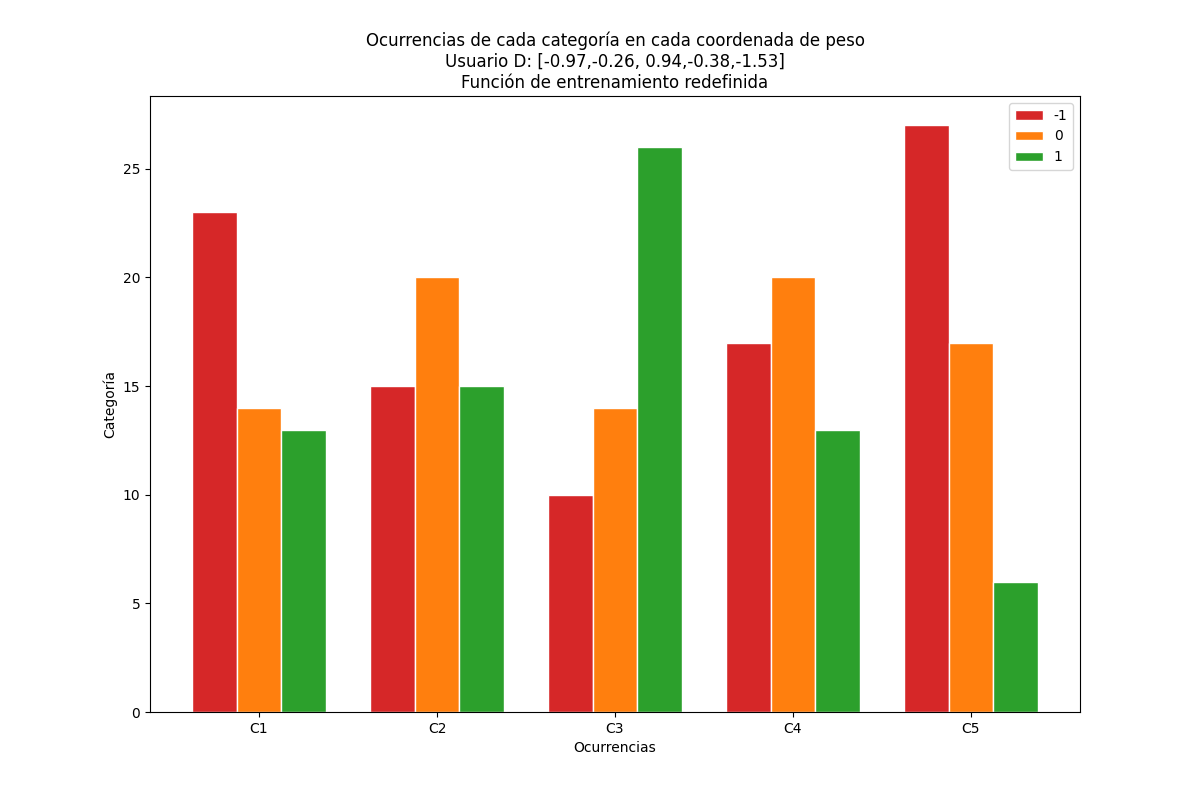 Ocurrencias de cada categoría en cada coordenada de peso
Usuario D: [-0.97,-0.26, 0.94,-0.38,-1.53]
Función de entrenamiento redefinida
-1
0
1
Categoría
25
20
15
10
5
0
C1 C2 C3 C4 C5
Ocurrencias